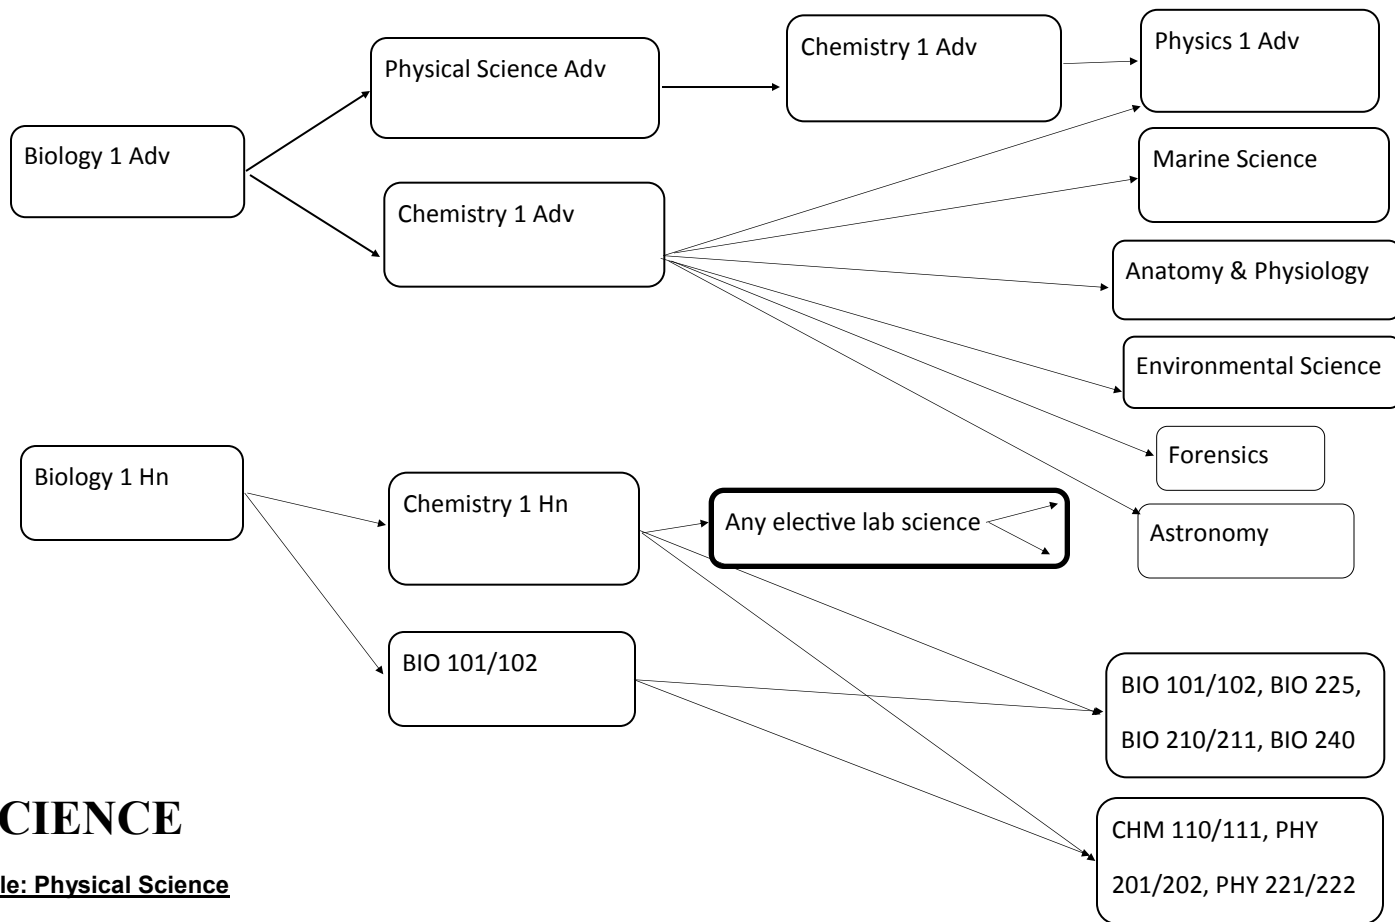 Physical Science Adv
Chemistry 1 Adv
Physics 1 Adv
Biology 1 Adv
Chemistry 1 Adv
Marine Science
Anatomy & Physiology
Environmental Science
Forensics
Astronomy
Biology 1 Hn
Chemistry 1 Hn
Any elective lab science
BIO 101/102
BIO 101/102, BIO 225,
BIO 210/211, BIO 240
CHM 110/111, PHY
201/202, PHY 221/222
CIENCE
le: Physical Science